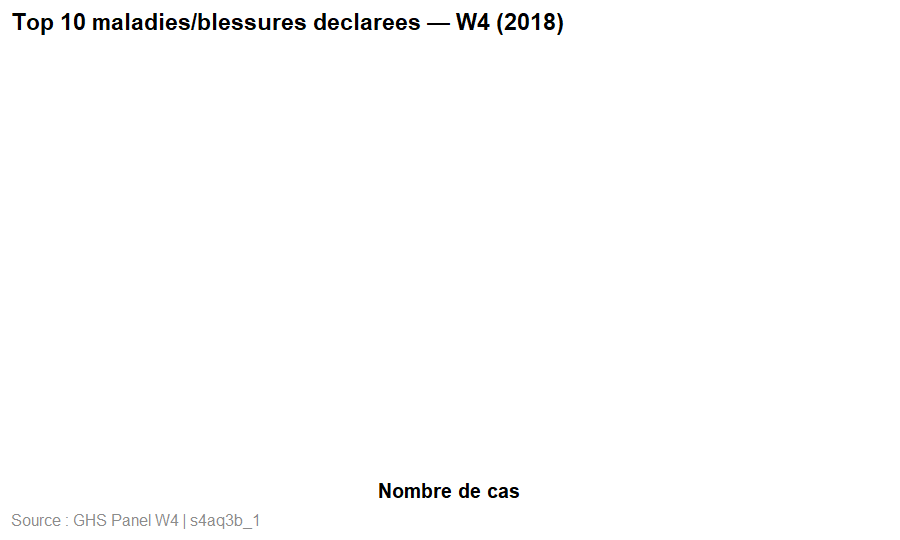 Top 10 maladies/blessures declarees — W4 (2018)
Nombre de cas
Source : GHS Panel W4 | s4aq3b_1